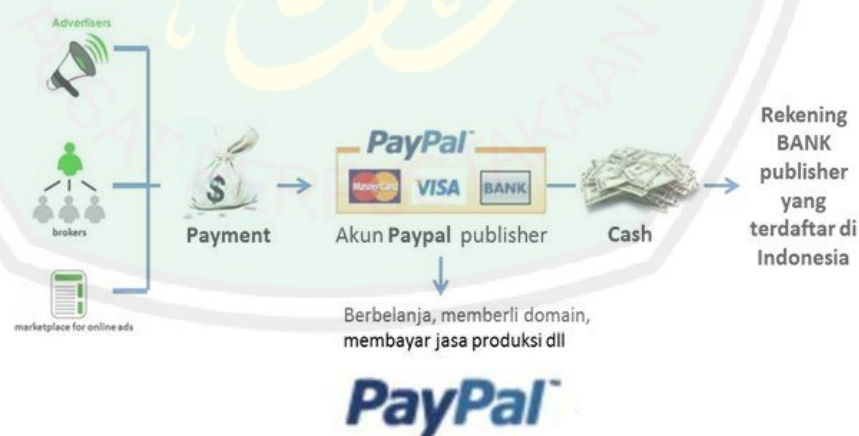 Advertisers
brokers
marketplace for online ads
$
Payment
PayPal
MasterCard VISA BANK
Akun Paypal publisher
Cash
Rekening
BANK
publisher
yang
terdaftar di
Indonesia
Berbelanja, memberli domain,
membayar jasa produksi dll
PayPal